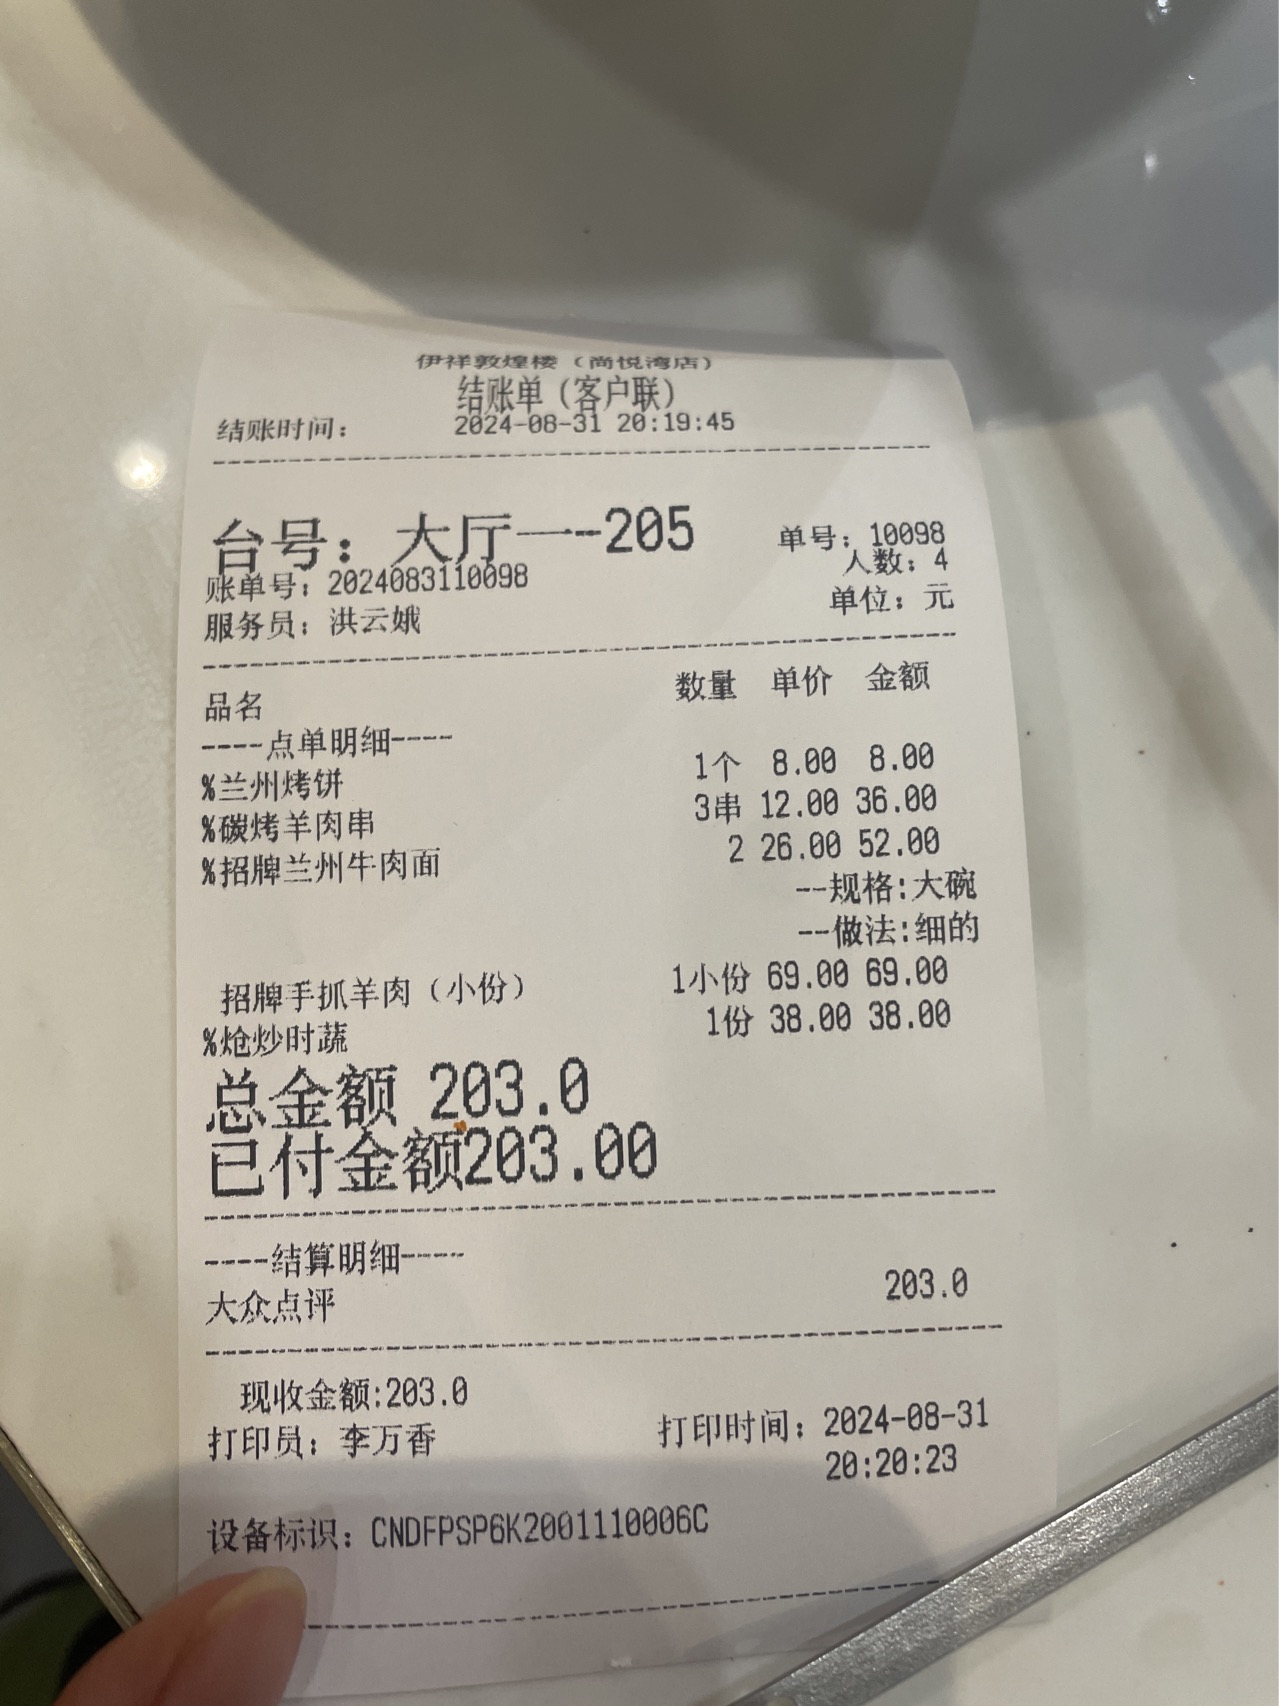 伊祥敦煌楼（尚悦湾店）
结账单（客户联）
结账时间： 2024-08-31 20:19:45
台号：大厅一-205
单号：10098
人数：4
账单号：2024083110098
服务员：洪云娥
单位：元
品名 数量 单价 金额
----点单明细----
%兰州烤饼 1个 8.00 8.00
%碳烤羊肉串 3串 12.00 36.00
%招牌兰州牛肉面 2 26.00 52.00
--规格:大碗
--做法:细的
招牌手抓羊肉（小份） 1小份 69.00 69.00
%炝炒时蔬 1份 38.00 38.00
总金额 203.0
已付金额203.00
----结算明细----
大众点评 203.0
现收金额:203.0
打印员：李万香 打印时间：2024-08-31
20:20:23
设备标识：CNDFPSP6K2001110006C